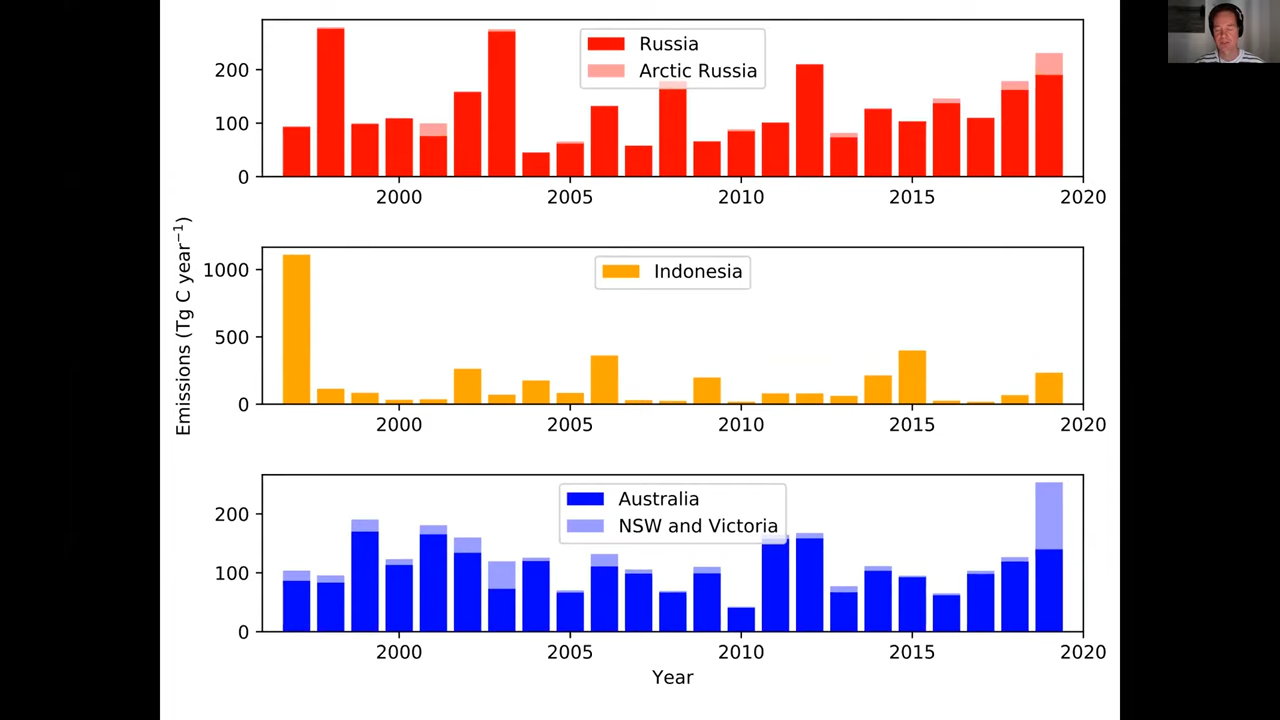 Russia
Arctic Russia
200
100
0
2000 2005 2010 2015 2020
Indonesia
1000
500
0
2000 2005 2010 2015 2020
Emissions (Tg C year⁻¹)
Australia
NSW and Victoria
200
100
0
2000 2005 2010 2015 2020
Year